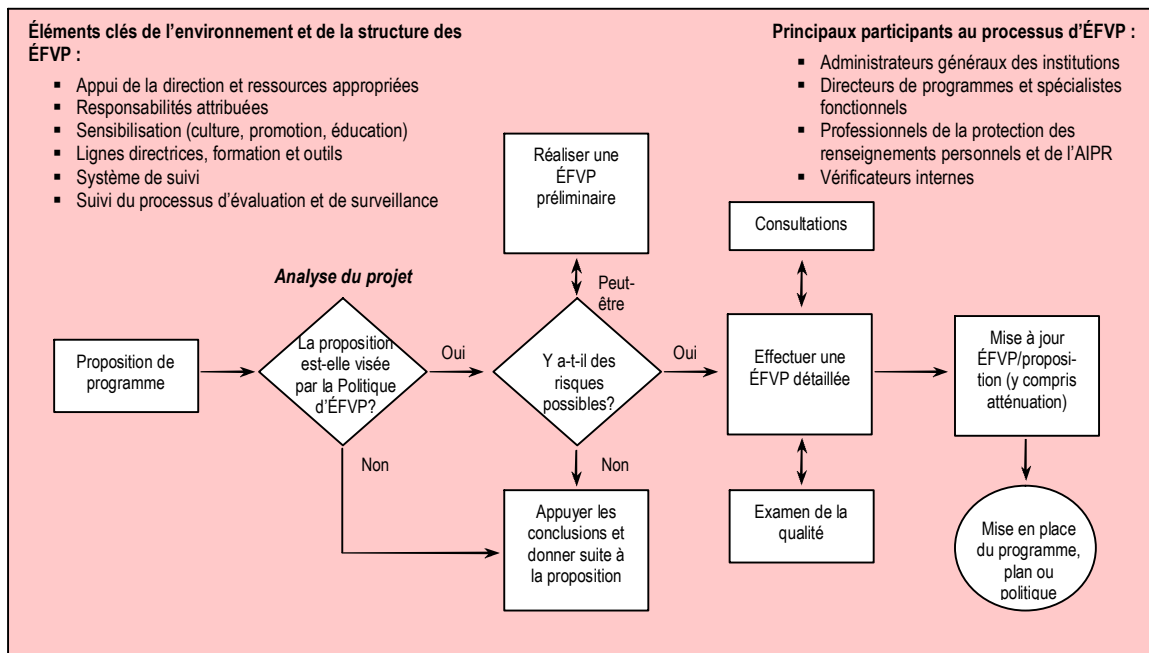 Éléments clés de l’environnement et de la structure des
ÉFVP :
▪ Appui de la direction et ressources appropriées
▪ Responsabilités attribuées
▪ Sensibilisation (culture, promotion, éducation)
▪ Lignes directrices, formation et outils
▪ Système de suivi
▪ Suivi du processus d’évaluation et de surveillance
Principaux participants au processus d’ÉFVP :
▪ Administrateurs généraux des institutions
▪ Directeurs de programmes et spécialistes
fonctionnels
▪ Professionnels de la protection des
renseignements personnels et de l’AIPR
▪ Vérificateurs internes
Réaliser une
ÉFVP
préliminaire
Consultations
Analyse du projet
Peut-
être
Proposition de
programme
La proposition
est-elle visée
par la Politique
d’ÉFVP?
Oui
Y a-t-il des
risques
possibles?
Oui
Effectuer une
ÉFVP détaillée
Mise à jour
ÉFVP/proposi-
tion (y compris
atténuation)
Non
Non
Appuyer les
conclusions et
donner suite à
la proposition
Examen de la
qualité
Mise en place
du programme,
plan ou
politique